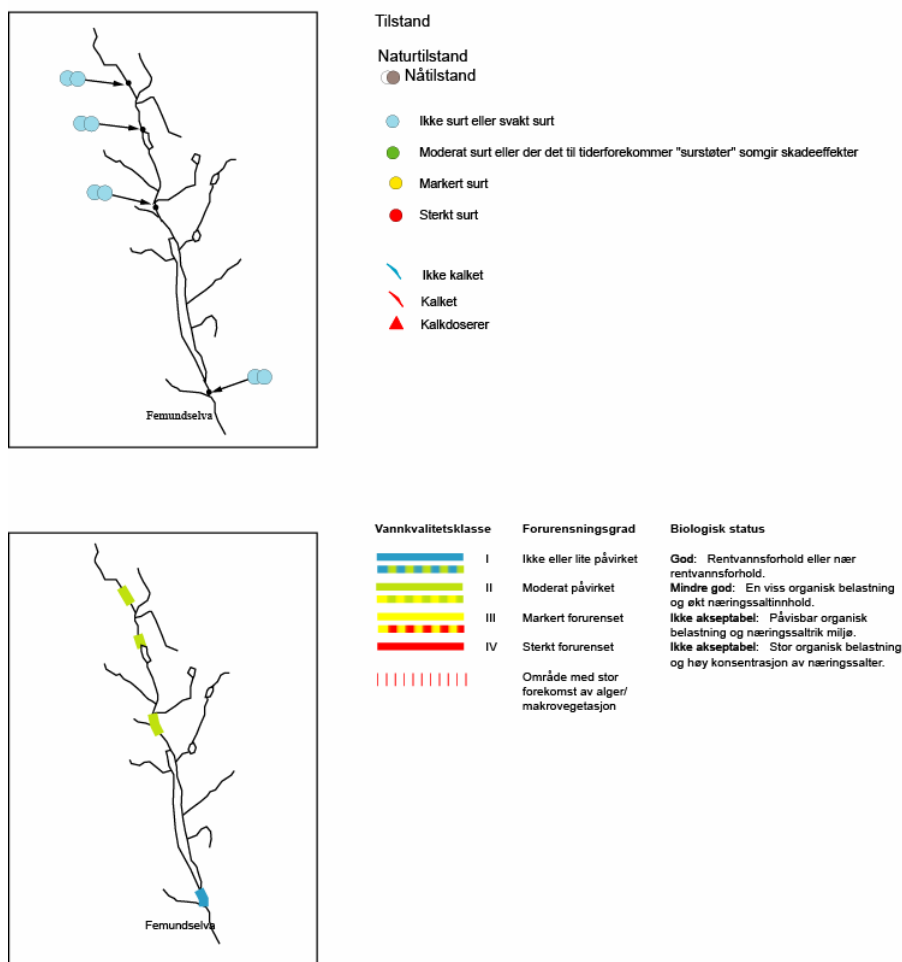 Tilstand
Naturtilstand
Nåtilstand
Ikke surt eller svakt surt
Moderat surt eller der det til tiderforekommer "surstøter" somgir skadeeffekter
Markert surt
Sterkt surt
Ikke kalket
Kalket
Kalkdoserer
Femundselva
Vannkvalitetsklasse Forurensningsgrad Biologisk status
I Ikke eller lite påvirket God: Rentvannsforhold eller nær
rentvannsforhold.
II Moderat påvirket Mindre god: En viss organisk belastning
og økt næringssaltinnhold.
III Markert forurenset Ikke akseptabel: Påvisbar organisk
belastning og næringssaltrik miljø.
IV Sterkt forurenset Ikke akseptabel: Stor organisk belastning
og høy konsentrasjon av næringssalter.
Område med stor
forekomst av alger/
makrovegetasjon
Femundselva